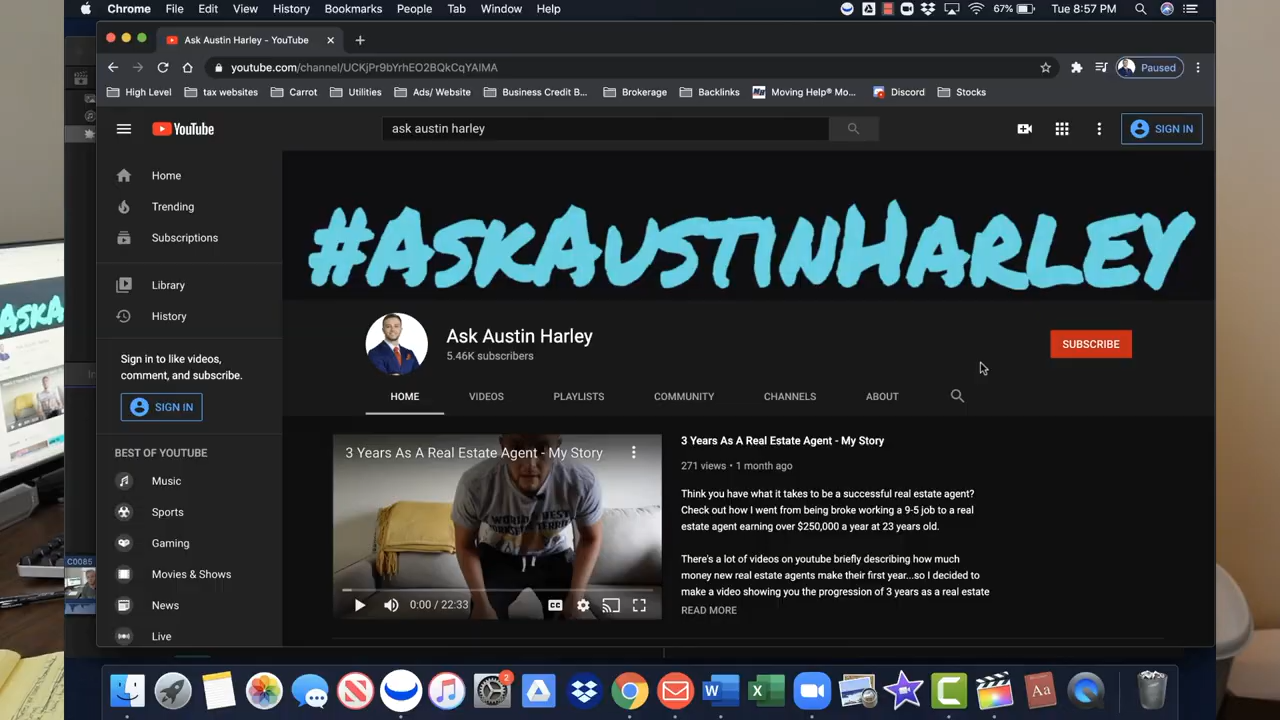 Chrome File Edit View History Bookmarks People Tab Window Help 67% Tue 8:57 PM
Ask Austin Harley - YouTube
youtube.com/channel/UCKjPr9bYrhEO2BQkCqYAlMA
Paused
High Level tax websites Carrot Utilities Ads/ Website Business Credit B... Brokerage Backlinks Moving Help® Mo... Discord Stocks
YouTube
ask austin harley
SIGN IN
Home
Trending
Subscriptions
Library
History
Sign in to like videos,
comment, and subscribe.
SIGN IN
BEST OF YOUTUBE
Music
Sports
Gaming
Movies & Shows
News
Live
#AskAustinHarley
Ask Austin Harley
5.46K subscribers
SUBSCRIBE
HOME VIDEOS PLAYLISTS COMMUNITY CHANNELS ABOUT
3 Years As A Real Estate Agent - My Story
0:00 / 22:33
3 Years As A Real Estate Agent - My Story
271 views • 1 month ago
Think you have what it takes to be a successful real estate agent?
Check out how I went from being broke working a 9-5 job to a real
estate agent earning over $250,000 a year at 23 years old.
There's a lot of videos on youtube briefly describing how much
money new real estate agents make their first year...so I decided to
make a video showing you the progression of 3 years as a real estate
READ MORE
C0085
2